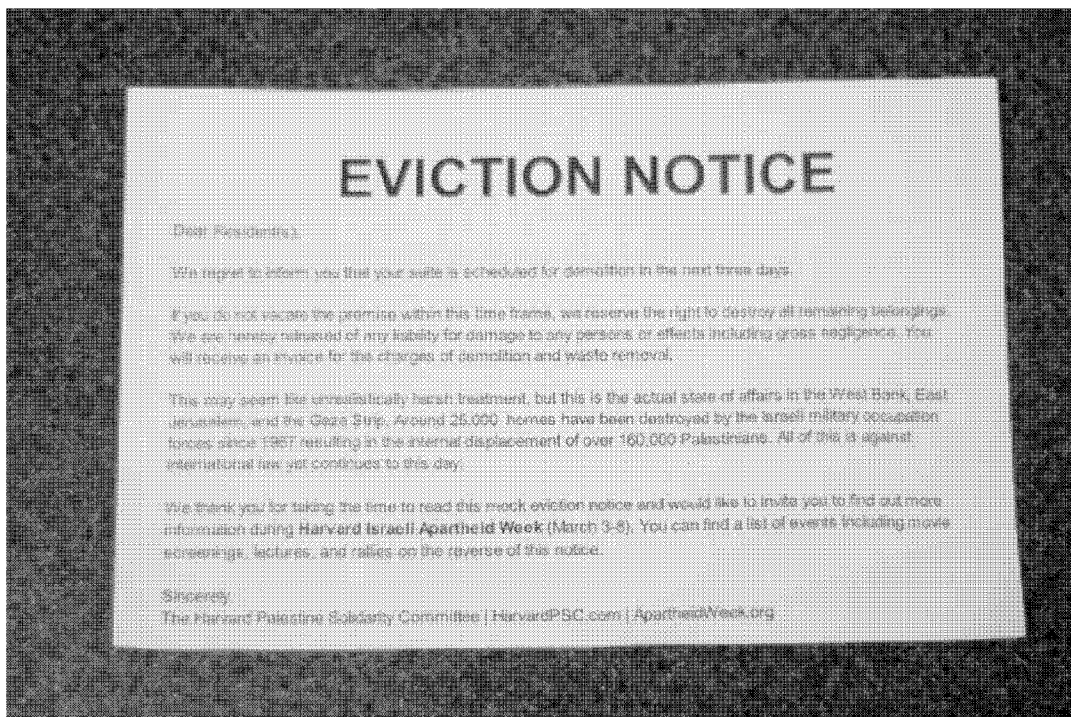 EVICTION NOTICE
Dear Resident(s),
We regret to inform you that your suite is scheduled for demolition in the next three days.
If you do not vacate the premise within this time frame, we reserve the right to destroy all remaining belongings.
We are hereby released of any liability for damage to any persons or effects including gross negligence. You
will receive an invoice for the charges of demolition and waste removal.
This may seem like unrealistically harsh treatment, but this is the actual state of affairs in the West Bank, East
Jerusalem, and the Gaza Strip. Around 25,000 homes have been destroyed by the Israeli military occupation
forces since 1967 resulting in the internal displacement of over 160,000 Palestinians. All of this is against
international law yet continues to this day.
We thank you for taking the time to read this mock eviction notice and would like to invite you to find out more
information during Harvard Israeli Apartheid Week (March 3-8). You can find a list of events including movie
screenings, lectures, and rallies on the reverse of this notice.
Sincerely,
The Harvard Palestine Solidarity Committee | HarvardPSC.com | ApartheidWeek.org